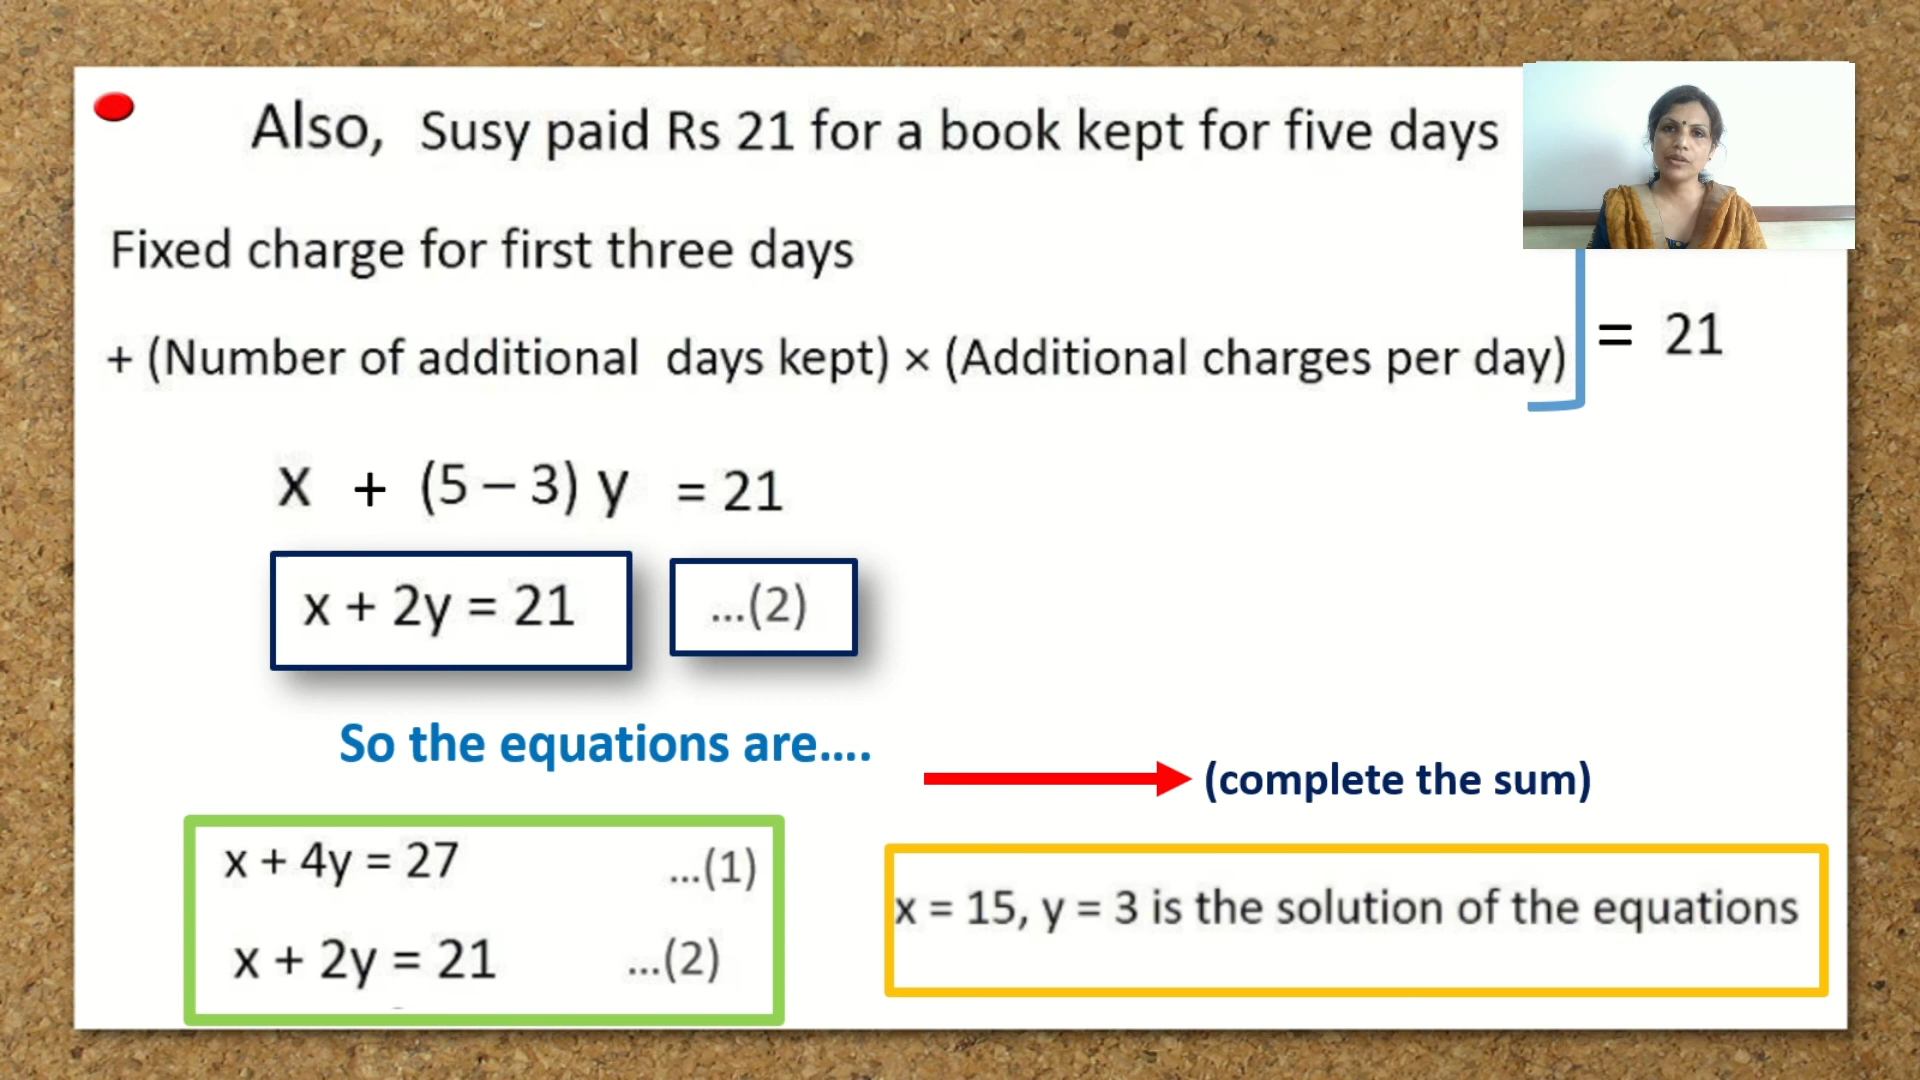 Also, Susy paid Rs 21 for a book kept for five days
Fixed charge for first three days
+ (Number of additional days kept) × (Additional charges per day)
= 21
x + (5 – 3) y = 21
x + 2y = 21 ...(2)
So the equations are....
(complete the sum)
x + 4y = 27 ...(1)
x + 2y = 21 ...(2)
x = 15, y = 3 is the solution of the equations